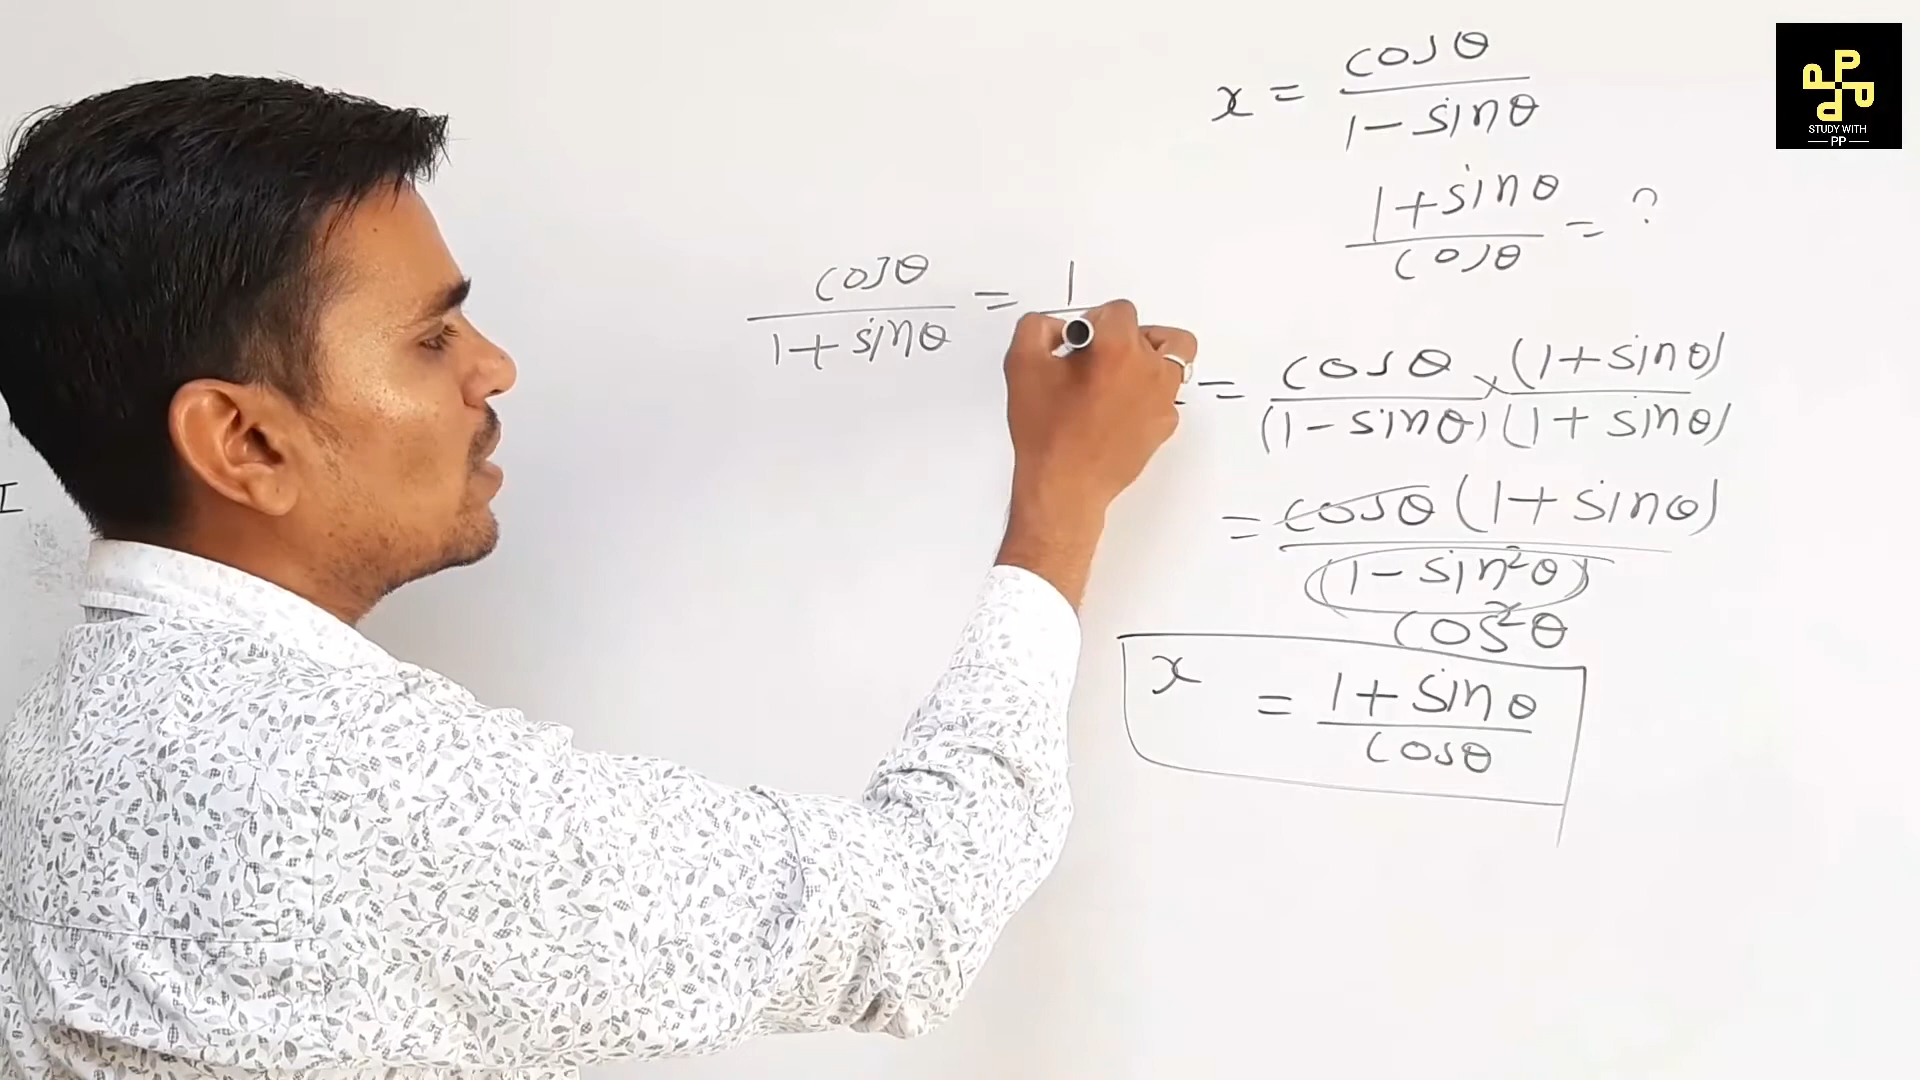 x = cosθ / 1 - sinθ
1 + sinθ / cosθ = ?
cosθ / 1 + sinθ = 1
= cosθ × (1 + sinθ) / (1 - sinθ) (1 + sinθ)
= cosθ (1 + sinθ) / (1 - sin²θ)
cos²θ
x = 1 + sinθ / cosθ
I
STUDY WITH
PP